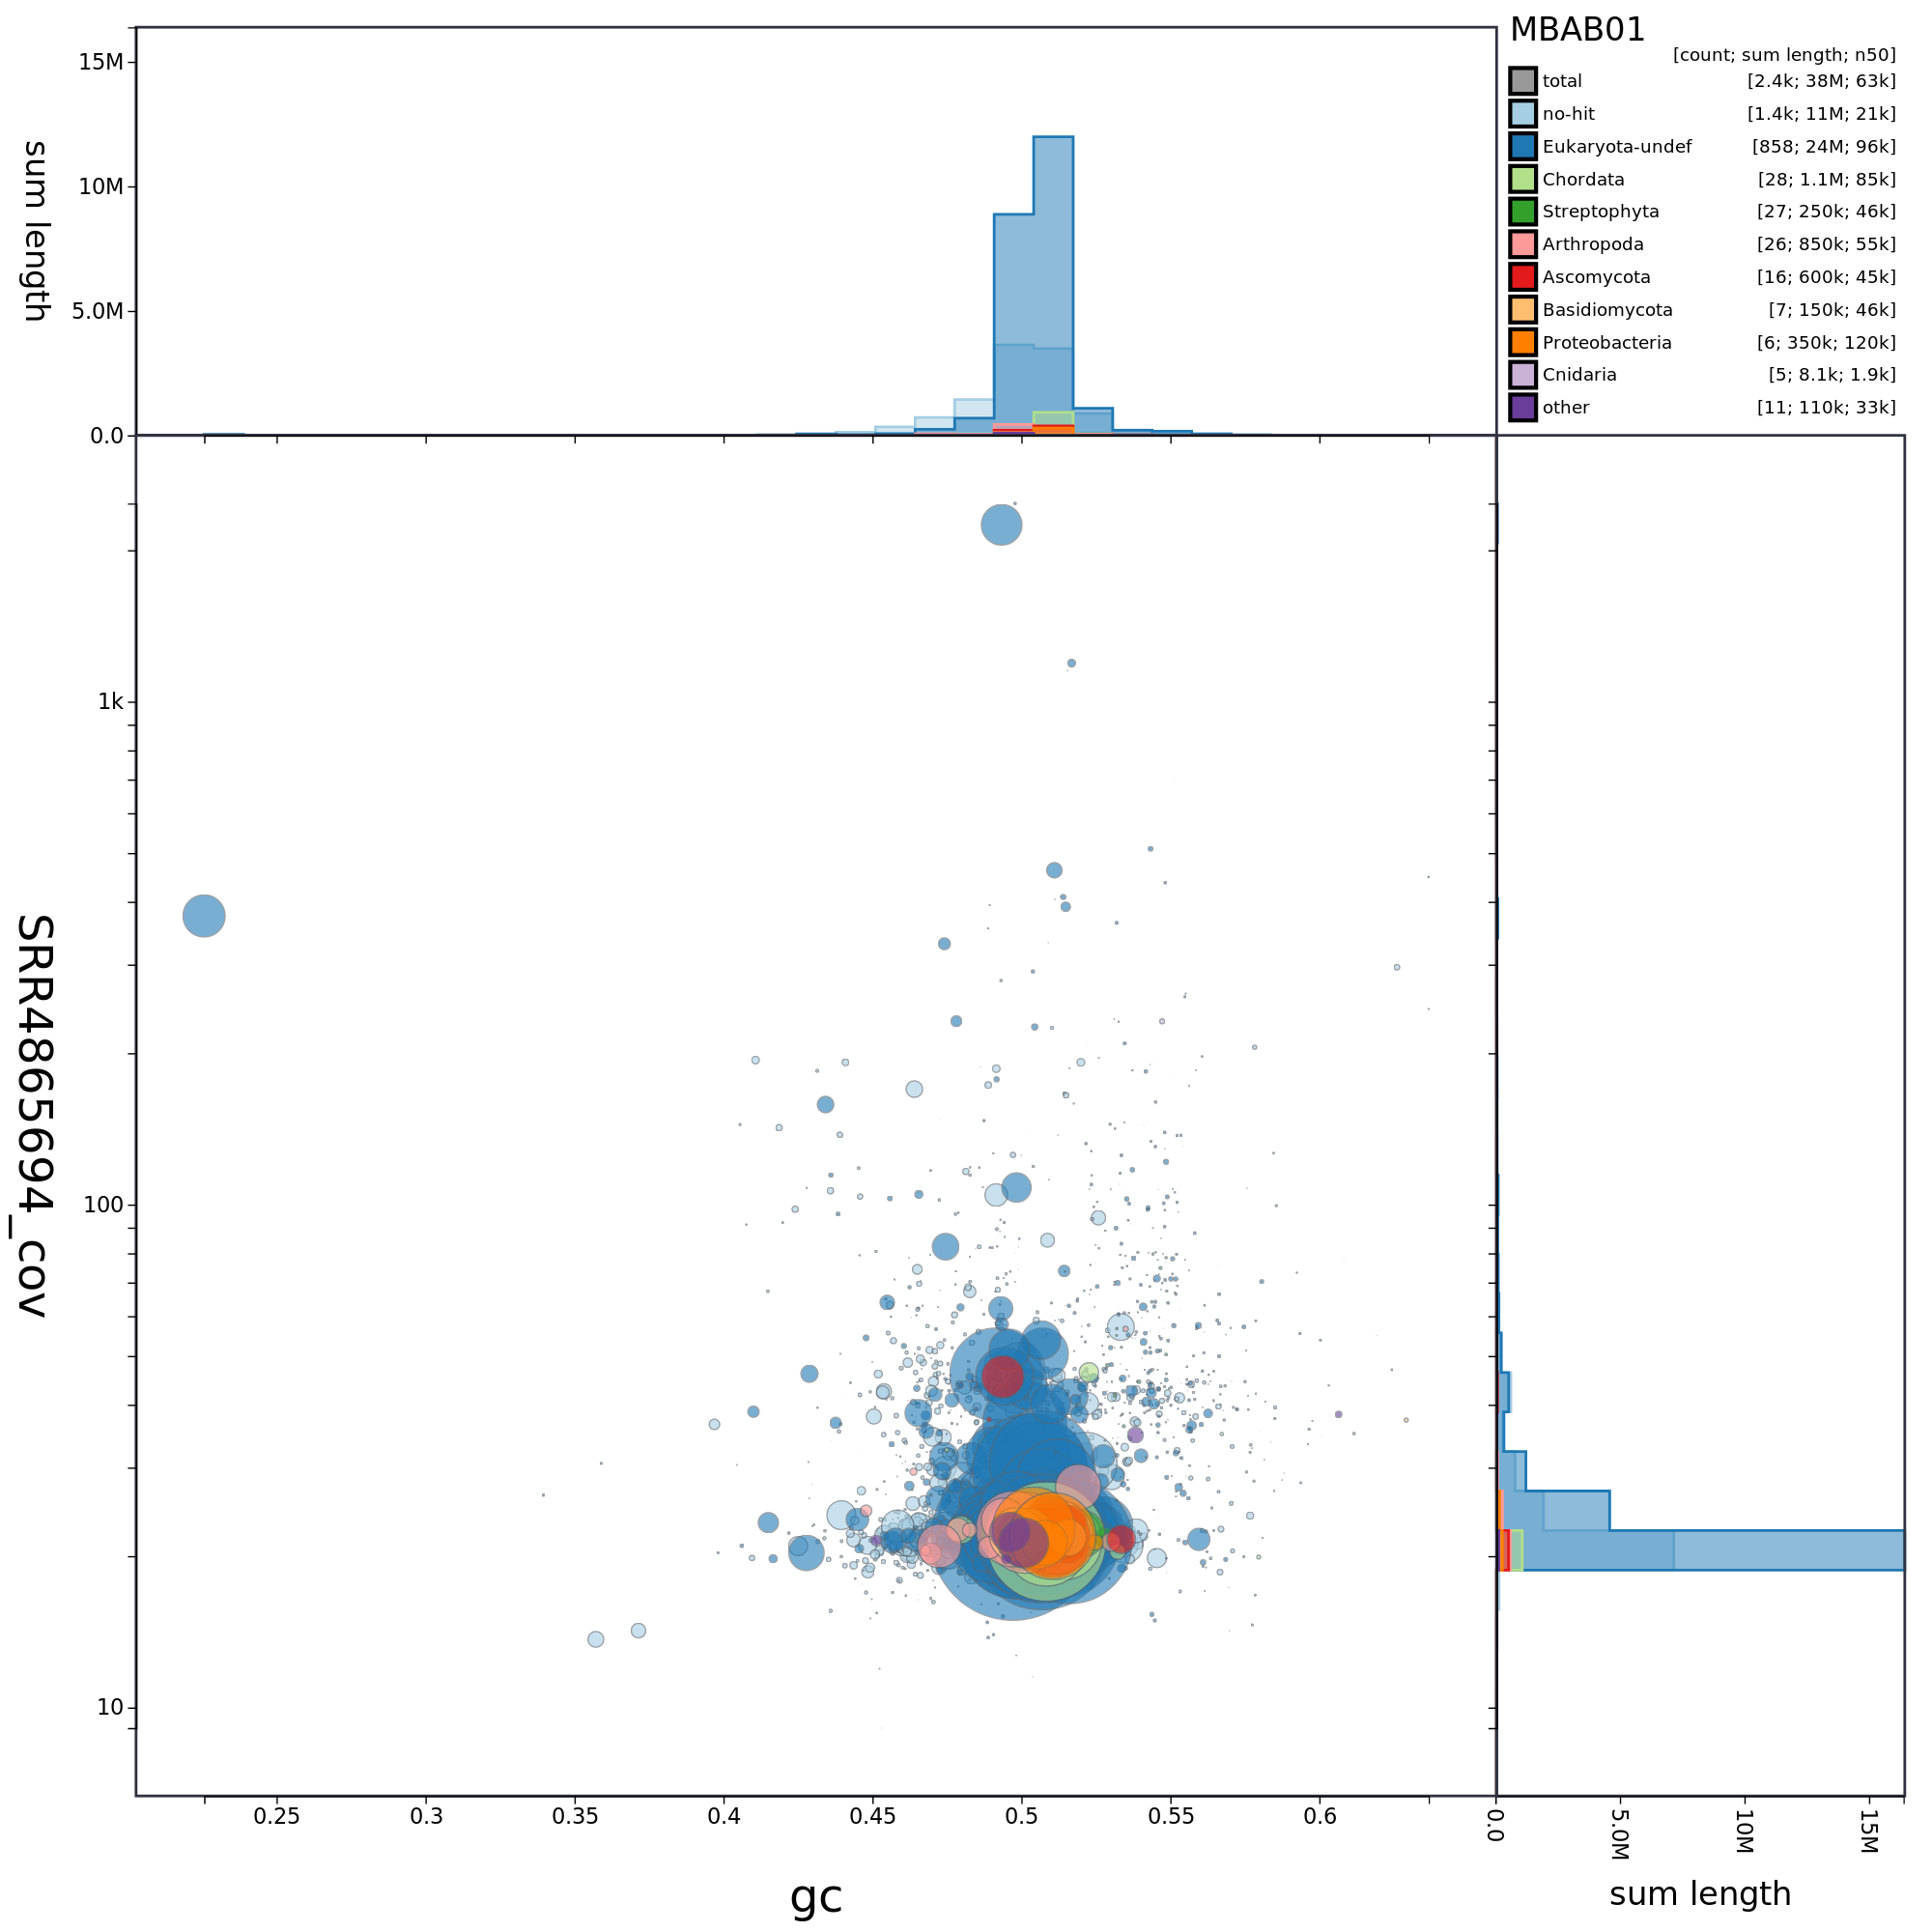 MBAB01
[count; sum length; n50]
total [2.4k; 38M; 63k]
no-hit [1.4k; 11M; 21k]
Eukaryota-undef [858; 24M; 96k]
Chordata [28; 1.1M; 85k]
Streptophyta [27; 250k; 46k]
Arthropoda [26; 850k; 55k]
Ascomycota [16; 600k; 45k]
Basidiomycota [7; 150k; 46k]
Proteobacteria [6; 350k; 120k]
Cnidaria [5; 8.1k; 1.9k]
other [11; 110k; 33k]
sum length
15M
10M
5.0M
0.0
SRR4865694_cov
1k
100
10
0.25 0.3 0.35 0.4 0.45 0.5 0.55 0.6
gc
0.0 5.0M 10M 15M
sum length